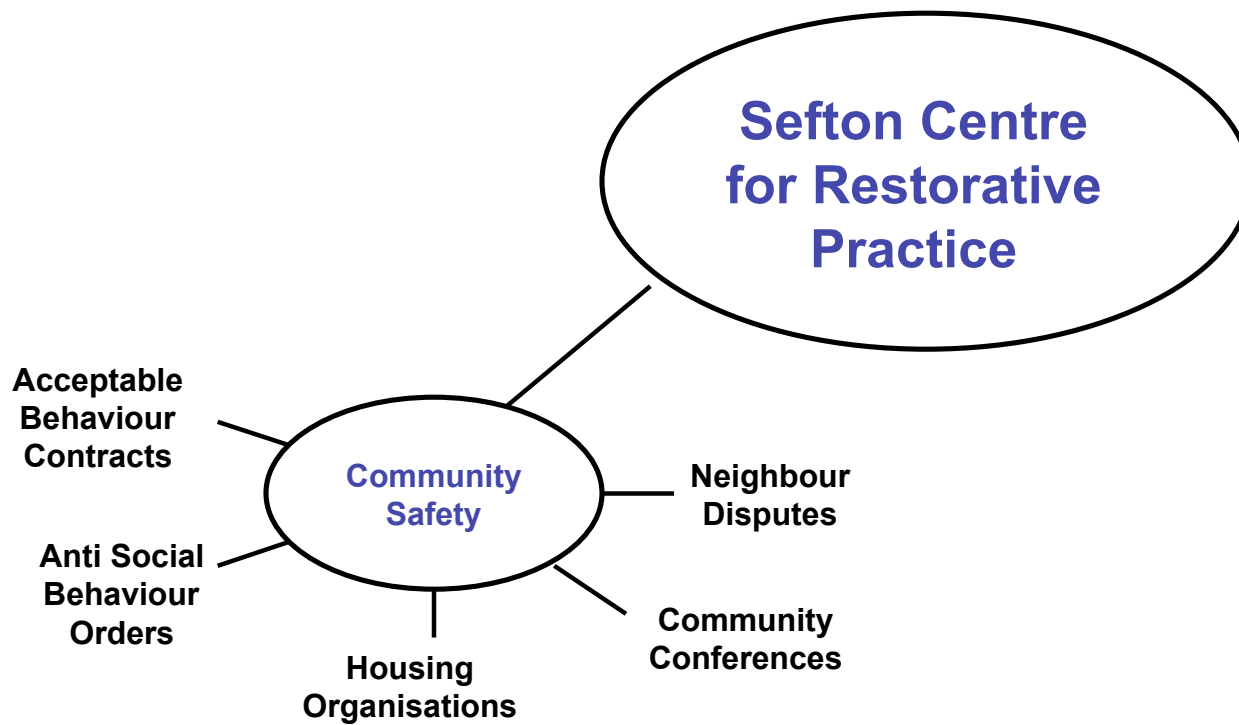 Sefton Centre
for Restorative
Practice
Acceptable
Behaviour
Contracts
Community
Safety
Neighbour
Disputes
Anti Social
Behaviour
Orders
Community
Conferences
Housing
Organisations